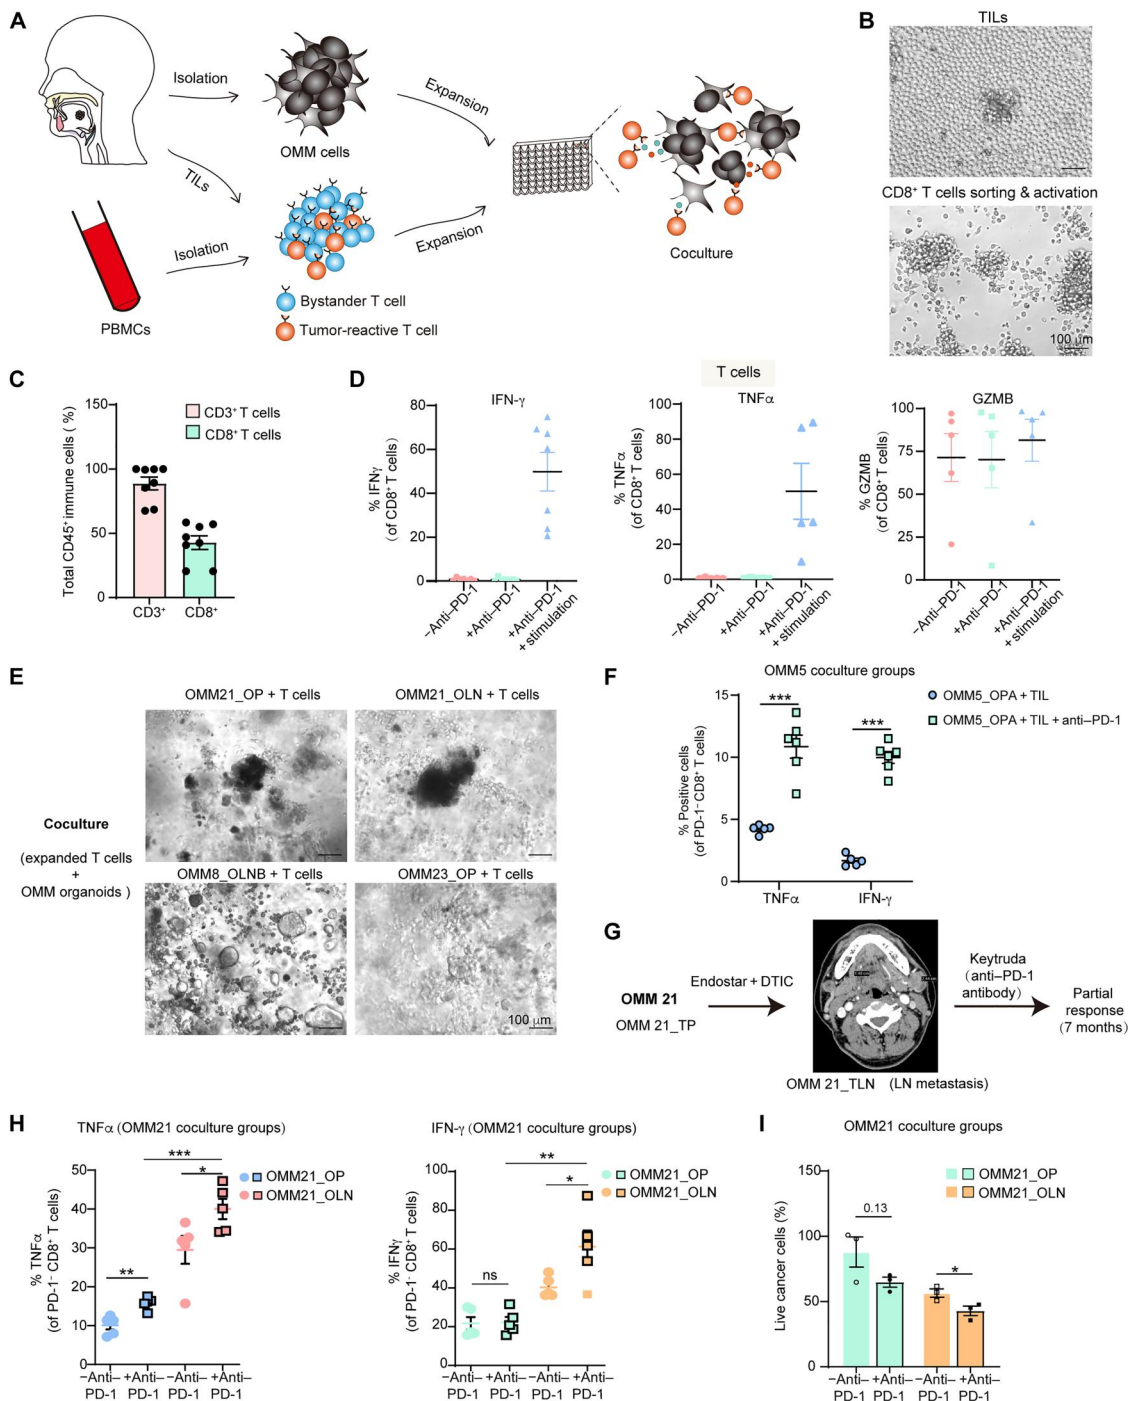 A
Isolation
OMM cells
Expansion
TILs
Isolation
Expansion
Coculture
PBMCs
Bystander T cell
Tumor-reactive T cell
B
TILs
CD8⁺ T cells sorting & activation
100 μm
C
Total CD45⁺ immune cells (%)
150
100
50
0
CD3⁺ T cells
CD8⁺ T cells
CD3⁺
CD8⁺
D
T cells
IFN-γ
% IFNγ
(of CD8⁺ T cells)
80
60
40
20
0
−Anti–PD-1
+Anti–PD-1
+Anti–PD-1
+ stimulation
TNFα
% TNFα
(of CD8⁺ T cells)
100
80
60
40
20
0
−Anti–PD-1
+Anti–PD-1
+Anti–PD-1
+ stimulation
GZMB
% GZMB
(of CD8⁺ T cells)
100
75
50
25
0
−Anti–PD-1
+Anti–PD-1
+Anti–PD-1
+ stimulation
E
OMM21_OP + T cells
OMM21_OLN + T cells
Coculture
(expanded T cells
+
OMM organoids )
OMM8_OLNB + T cells
OMM23_OP + T cells
100 μm
F
OMM5 coculture groups
% Positive cells
(of PD-1⁻ CD8⁺ T cells)
15
10
5
0
***
***
OMM5_OPA + TIL
OMM5_OPA + TIL + anti–PD-1
TNFα
IFN-γ
G
OMM 21
OMM 21_TP
Endostar + DTIC
OMM 21_TLN (LN metastasis)
Keytruda
(anti–PD-1
antibody)
Partial
response
(7 months)
H
TNFα (OMM21 coculture groups)
% TNFα
(of PD-1⁻ CD8⁺ T cells)
50
40
30
20
10
0
**
***
*
OMM21_OP
OMM21_OLN
−Anti–
PD-1
+Anti–
PD-1
−Anti–
PD-1
+Anti–
PD-1
IFN-γ (OMM21 coculture groups)
% IFNγ
(of PD-1⁻ CD8⁺ T cells)
100
80
60
40
20
0
ns
**
*
OMM21_OP
OMM21_OLN
−Anti–
PD-1
+Anti–
PD-1
−Anti–
PD-1
+Anti–
PD-1
I
OMM21 coculture groups
Live cancer cells (%)
150
100
50
0
0.13
*
OMM21_OP
OMM21_OLN
−Anti–
PD-1
+Anti–
PD-1
−Anti–
PD-1
+Anti–
PD-1